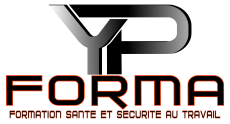 YP
FORMA
FORMATION SANTE ET SECURITE AU TRAVAIL